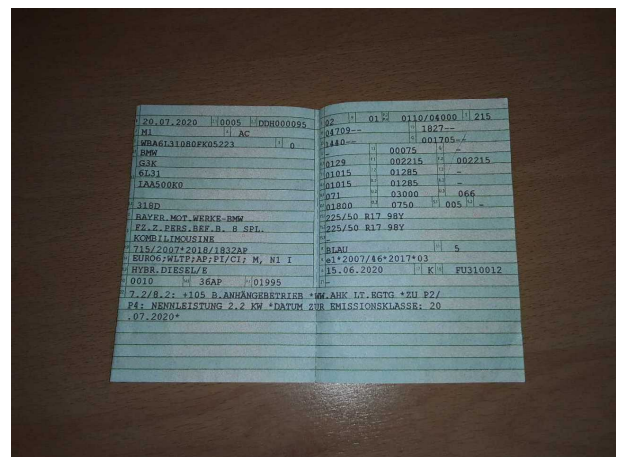 20.07.2020 0005 DDH000095
M1 AC
WBA6L31080FK05223 0
BMW
G3K
6L31
IAA500K0
-
318D
BAYER.MOT.WERKE-BMW
FZ.Z.PERS.BEF.B. 8 SPL.
KOMBILIMOUSINE
715/2007*2018/1832AP
EURO6;WLTP;AP;PI/CI; M, N1 I
HYBR.DIESEL/E
0010 36AP 01995
02 01 0110/04000 215
04709-- 1827--
1440-- 001705--
- 00075 -
0129 002215 002215
01015 01285 -
01015 01285 -
071 03000 066
01800 0750 005 -
225/50 R17 98Y
225/50 R17 98Y
-
BLAU 5
e1*2007/46*2017*03
15.06.2020 K FU310012
-
7.2/8.2: +105 B.ANHÄNGEBETRIEB *WW.AHK LT.EGTG *ZU P2/
P4: NENNLEISTUNG 2.2 KW *DATUM ZUR EMISSIONSKLASSE: 20
.07.2020*